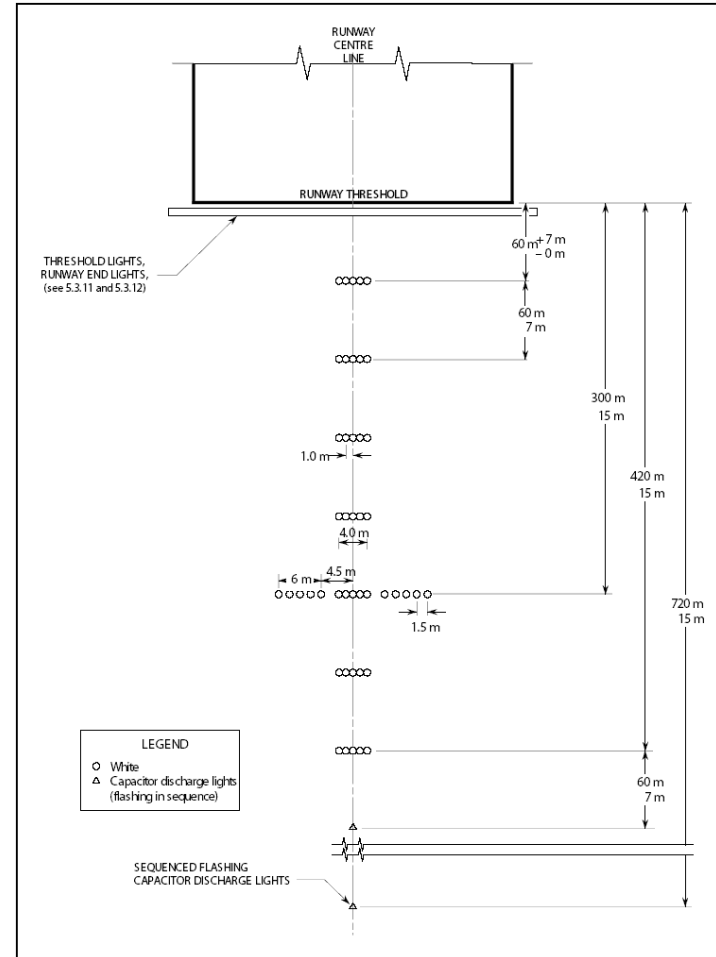 RUNWAY
CENTRE
LINE
RUNWAY THRESHOLD
THRESHOLD LIGHTS,
RUNWAY END LIGHTS,
(see 5.3.11 and 5.3.12)
60 m +7 m
– 0 m
60 m
7 m
300 m
15 m
1.0 m
420 m
15 m
4.0 m
6 m
4.5 m
720 m
15 m
1.5 m
LEGEND
White
Capacitor discharge lights
(flashing in sequence)
60 m
7 m
SEQUENCED FLASHING
CAPACITOR DISCHARGE LIGHTS